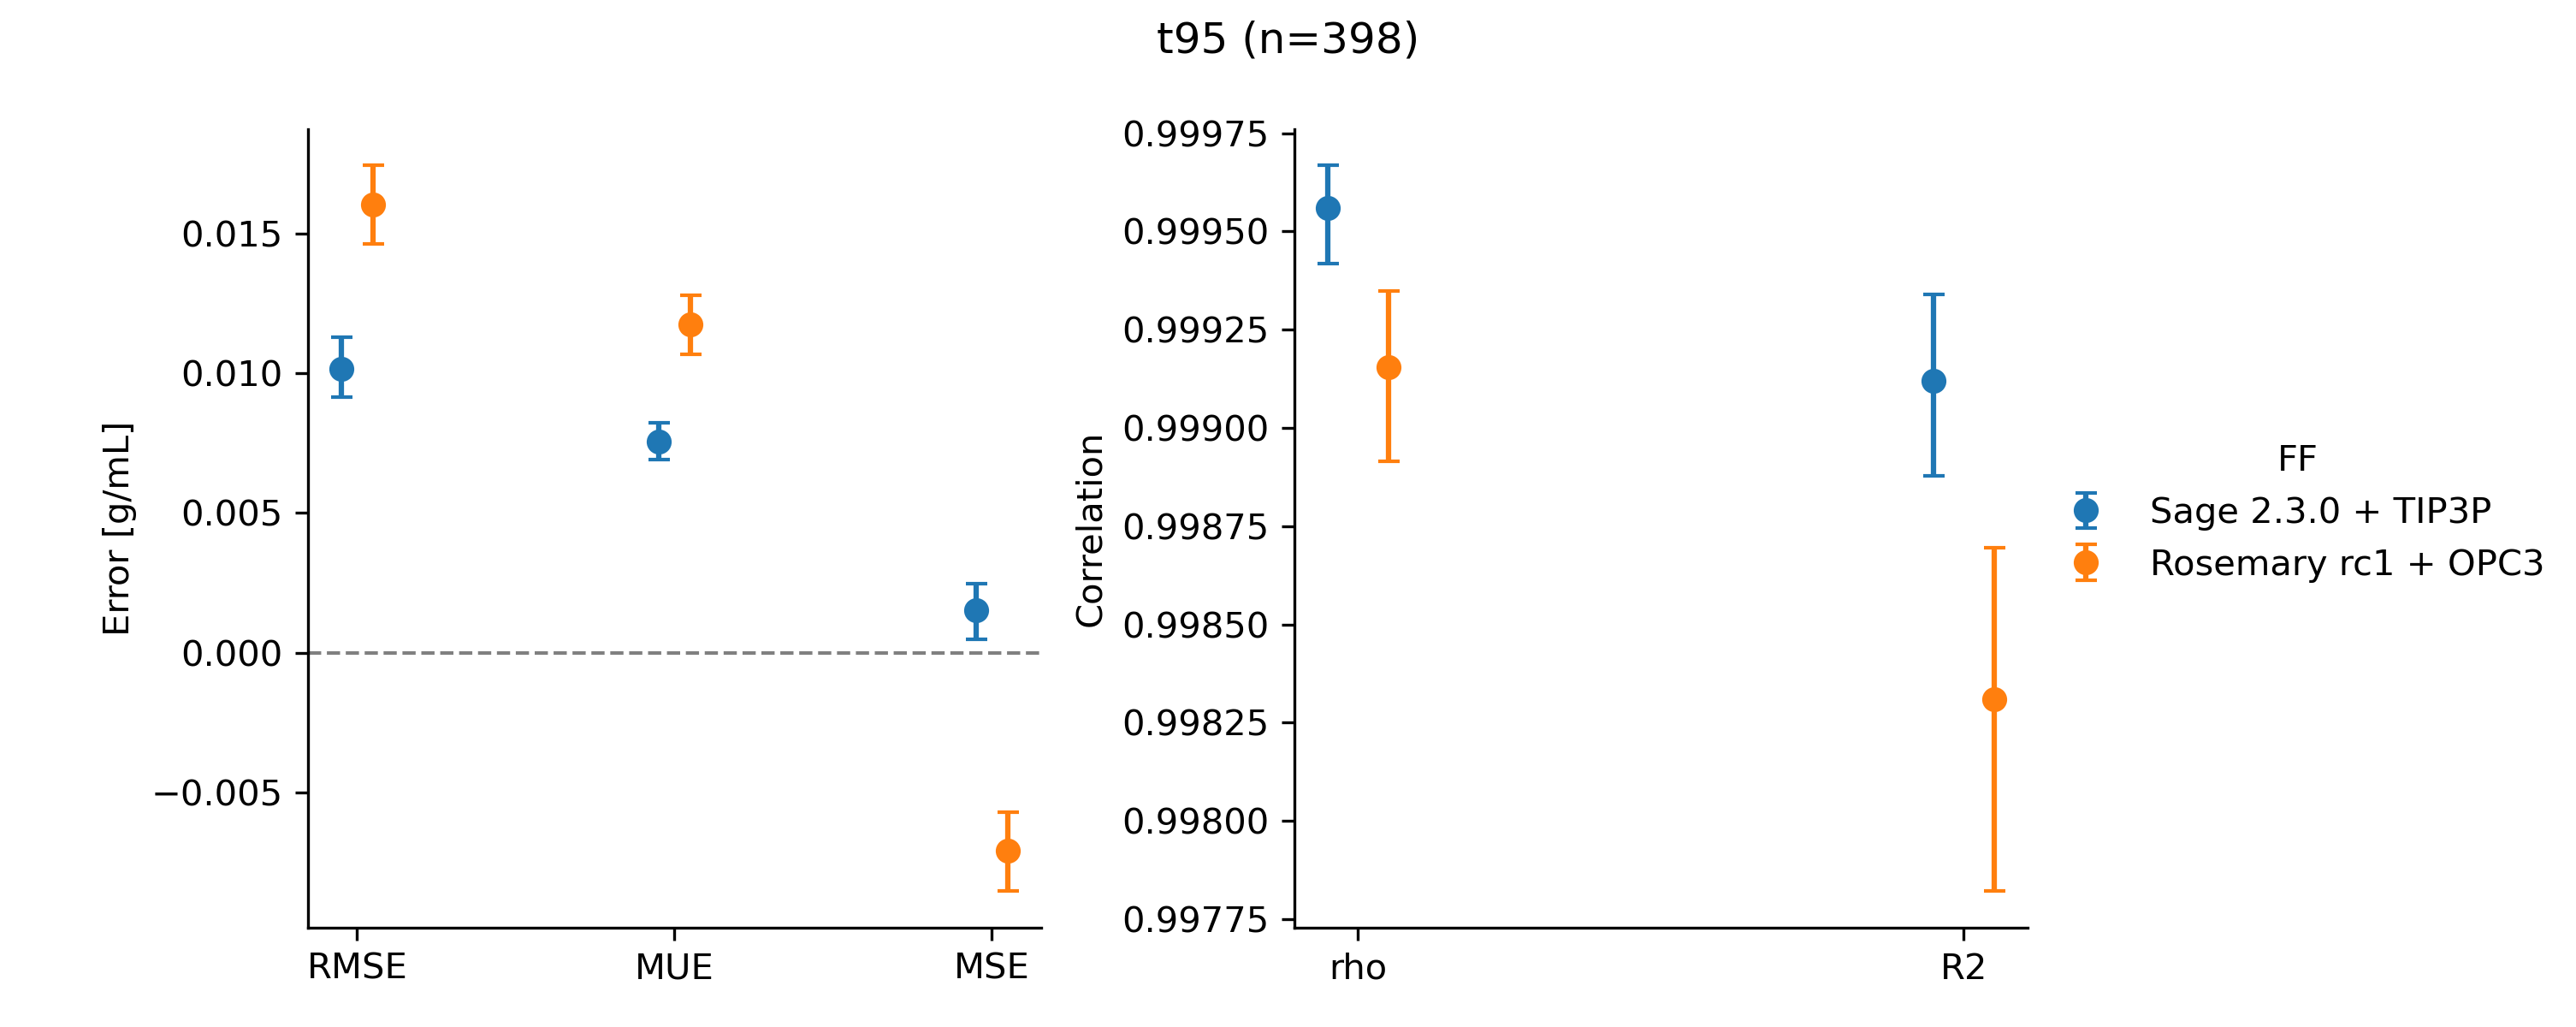 t95 (n=398)
Error [g/mL]
0.015
0.010
0.005
0.000
−0.005
RMSE
MUE
MSE
Correlation
0.99975
0.99950
0.99925
0.99900
0.99875
0.99850
0.99825
0.99800
0.99775
rho
R2
FF
Sage 2.3.0 + TIP3P
Rosemary rc1 + OPC3